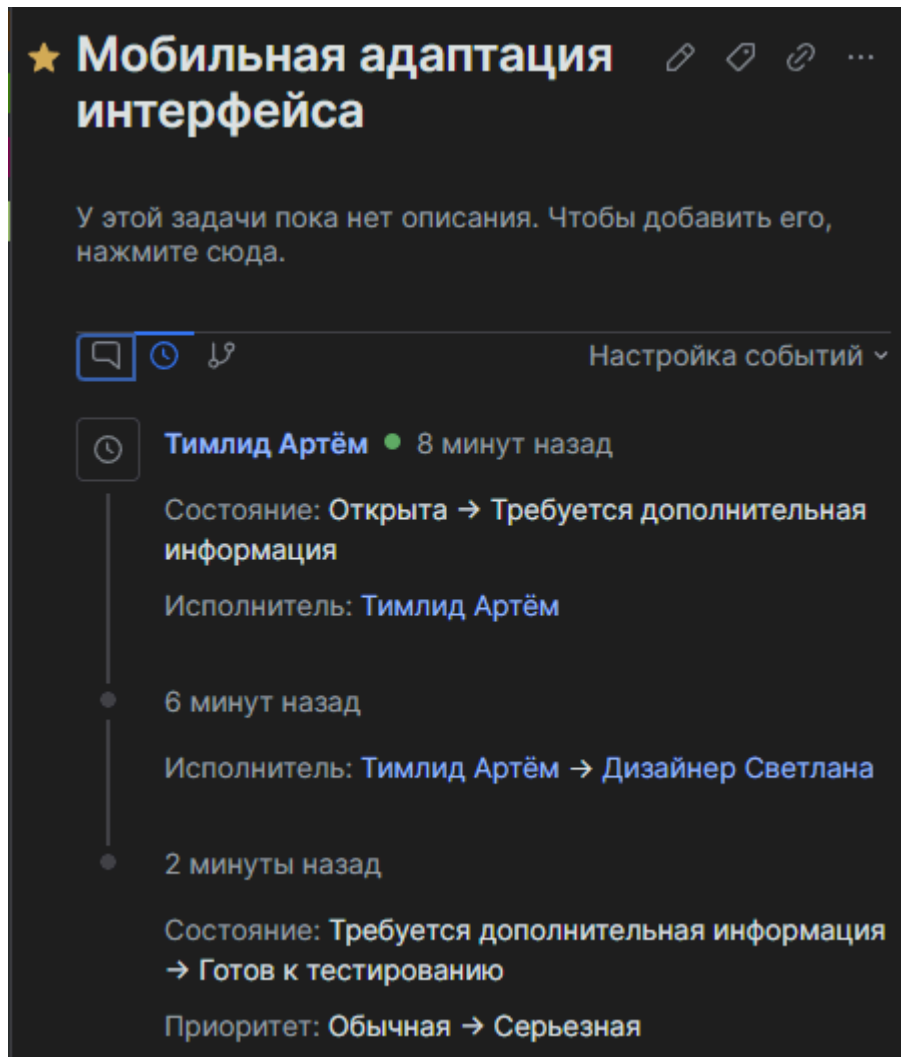 Мобильная адаптация
интерфейса
У этой задачи пока нет описания. Чтобы добавить его,
нажмите сюда.
Настройка событий
Тимлид Артём 8 минут назад
Состояние: Открыта → Требуется дополнительная
информация
Исполнитель: Тимлид Артём
6 минут назад
Исполнитель: Тимлид Артём → Дизайнер Светлана
2 минуты назад
Состояние: Требуется дополнительная информация
→ Готов к тестированию
Приоритет: Обычная → Серьезная